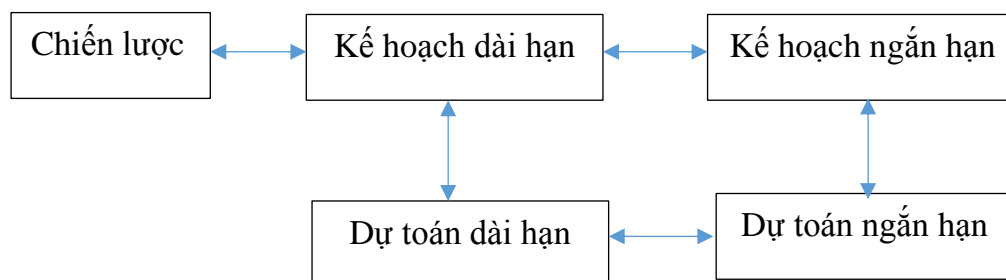 Chiến lược
Kế hoạch dài hạn
Kế hoạch ngắn hạn
Dự toán dài hạn
Dự toán ngắn hạn